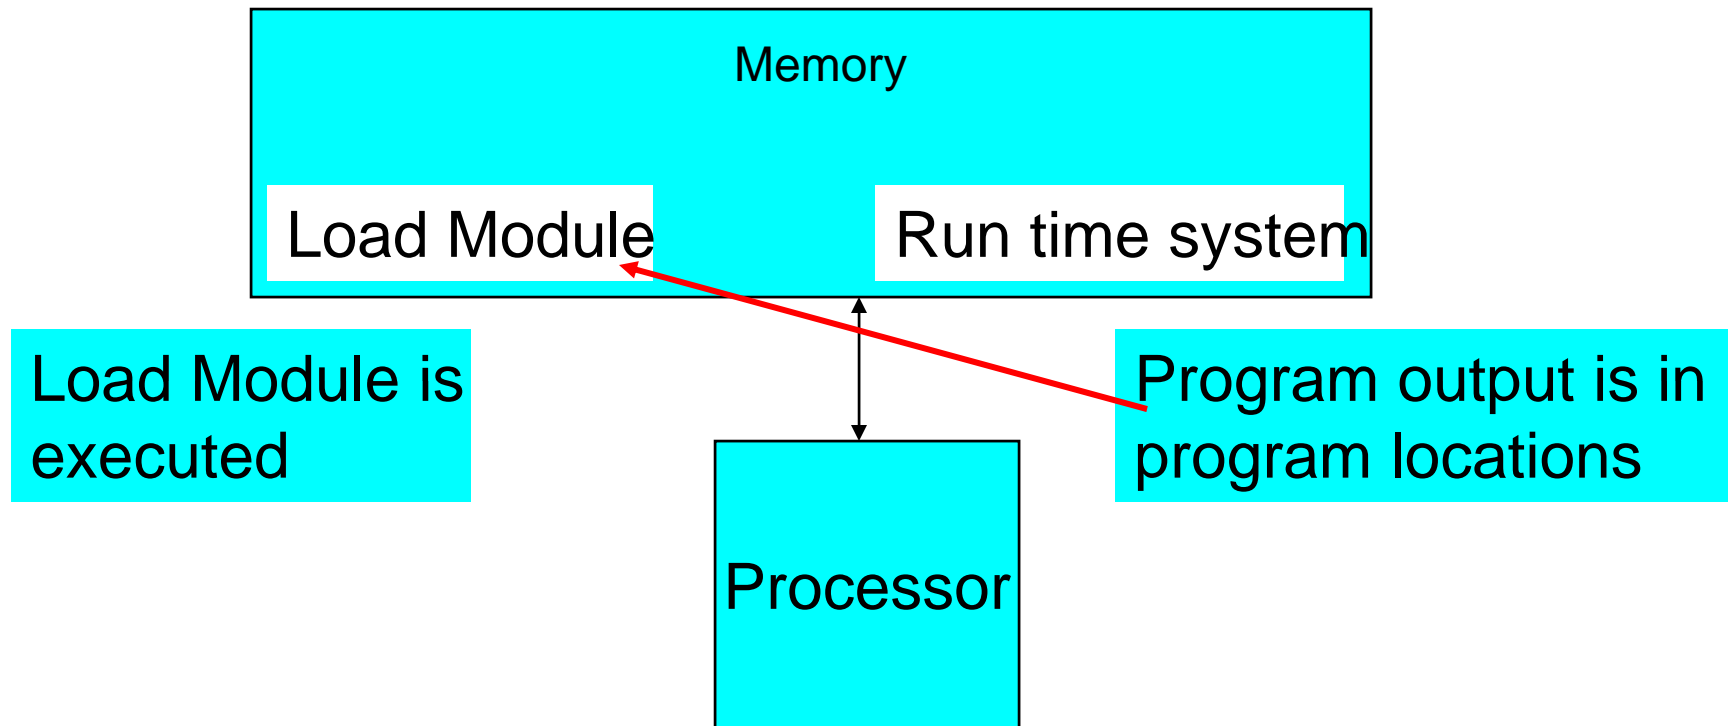 Memory
Load Module
Run time system
Load Module is
executed
Program output is in
program locations
Processor